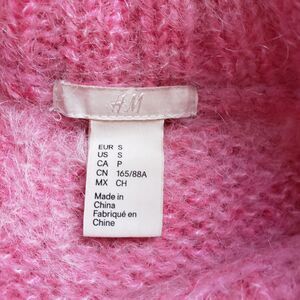 H&M
EUR S
US S
CA P
CN 165/88A
MX CH
Made in
China
Fabriqué en
Chine